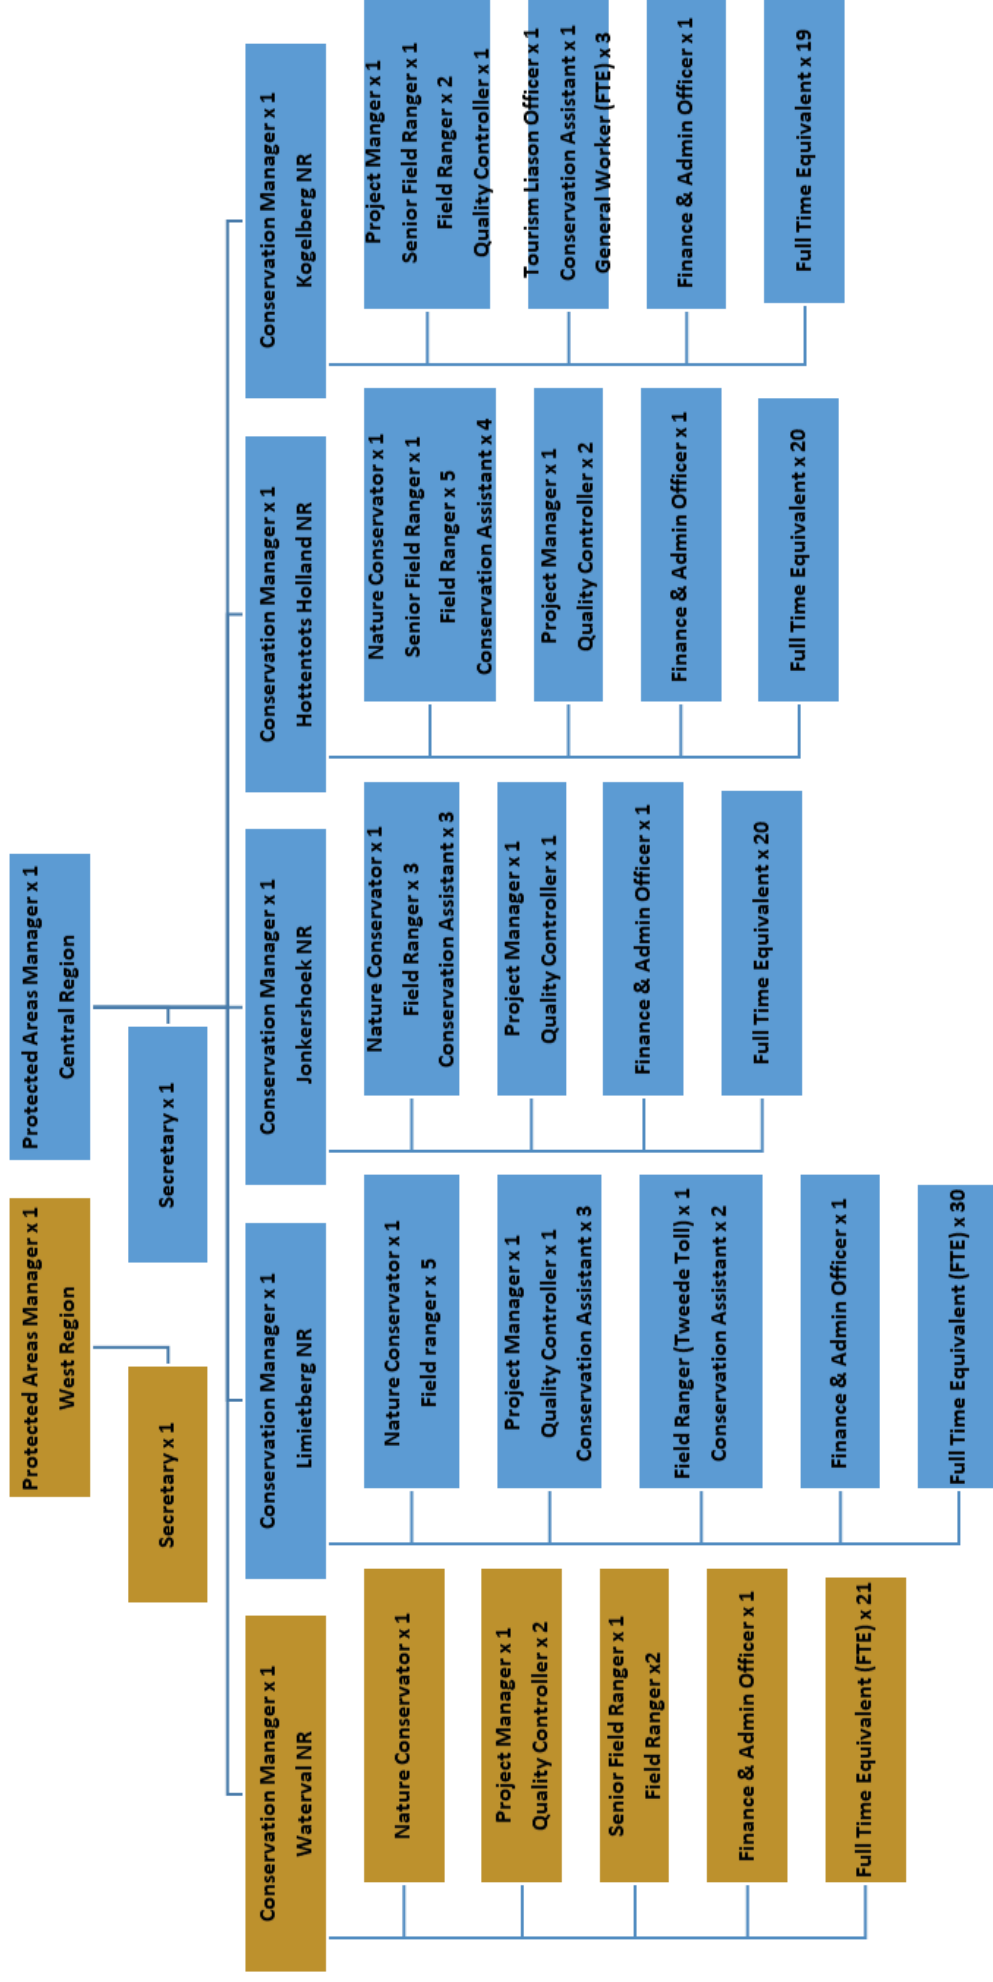 Protected Areas Manager x 1
West Region
Protected Areas Manager x 1
Central Region
Secretary x 1
Secretary x 1
Conservation Manager x 1
Waterval NR
Nature Conservator x 1
Project Manager x 1
Quality Controller x 2
Senior Field Ranger x 1
Field Ranger x2
Finance & Admin Officer x 1
Full Time Equivalent (FTE) x 21
Conservation Manager x 1
Limietberg NR
Nature Conservator x 1
Field ranger x 5
Project Manager x 1
Quality Controller x 1
Conservation Assistant x 3
Field Ranger (Tweede Toll) x 1
Conservation Assistant x 2
Finance & Admin Officer x 1
Full Time Equivalent (FTE) x 30
Conservation Manager x 1
Jonkershoek NR
Nature Conservator x 1
Field Ranger x 3
Conservation Assistant x 3
Project Manager x 1
Quality Controller x 1
Finance & Admin Officer x 1
Full Time Equivalent x 20
Conservation Manager x 1
Hottentots Holland NR
Nature Conservator x 1
Senior Field Ranger x 1
Field Ranger x 5
Conservation Assistant x 4
Project Manager x 1
Quality Controller x 2
Finance & Admin Officer x 1
Full Time Equivalent x 20
Conservation Manager x 1
Kogelberg NR
Project Manger x 1
Senior Field Ranger x 1
Field Ranger x 2
Quality Controller x 1
Tourism Liason Officer x 1
Conservation Assistant x 1
General Worker (FTE) x 3
Finance & Admin Officer x 1
Full Time Equivalent x 19